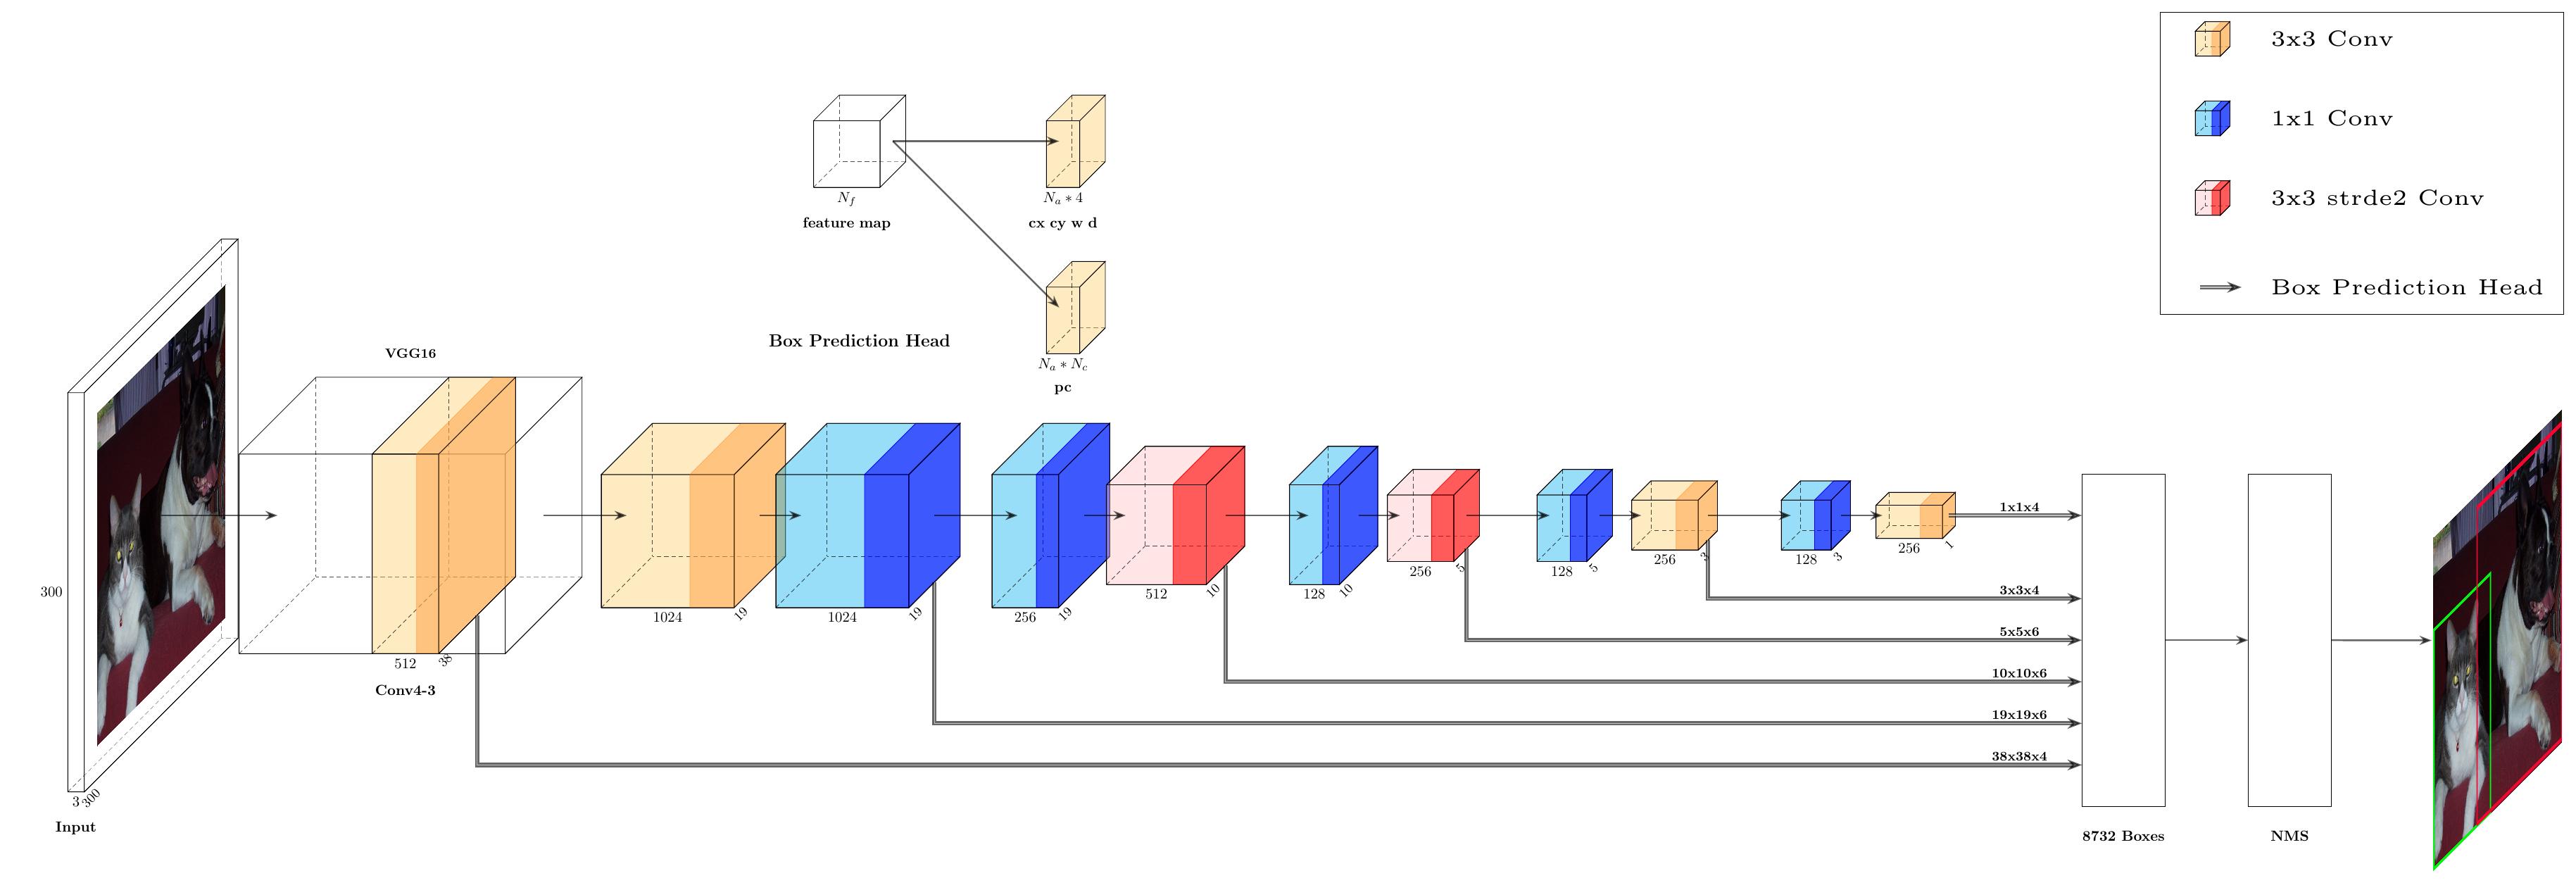 3x3 Conv
1x1 Conv
3x3 strde2 Conv
Box Prediction Head
N_f
feature map
N_a * 4
cx cy w d
Box Prediction Head
N_a * N_c
pc
300
3
300
Input
VGG16
512
38
Conv4-3
1024
19
1024
19
256
19
512
10
128
10
256
5
128
5
256
3
128
3
256
1
1x1x4
3x3x4
5x5x6
10x10x6
19x19x6
38x38x4
8732 Boxes
NMS